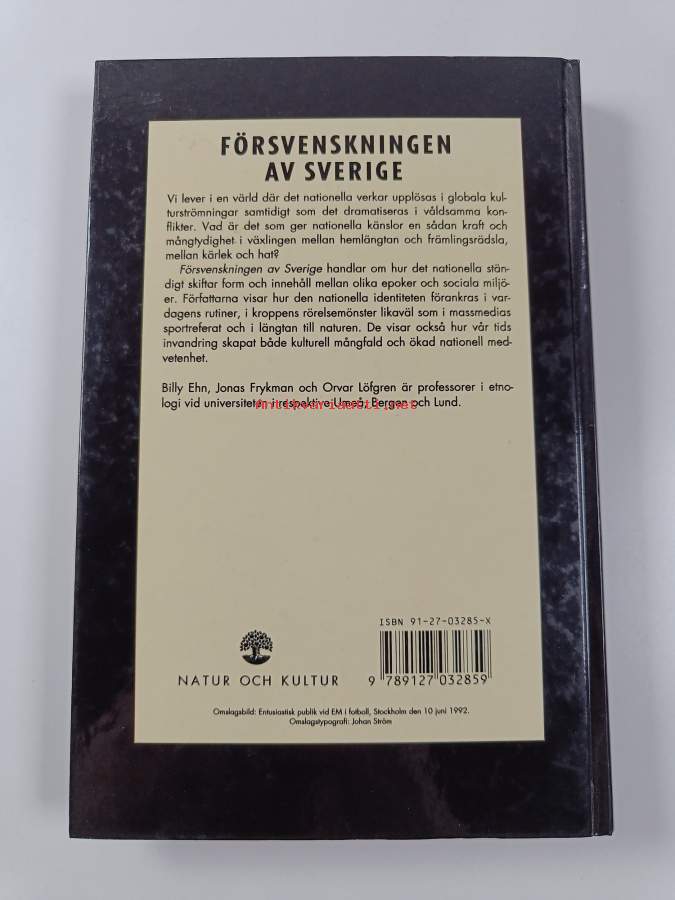 FÖRSVENSKNINGEN
AV SVERIGE
Vi lever i en värld där det nationella verkar upplösas i globala kul-
turströmningar samtidigt som det dramatiseras i våldsamma kon-
flikter. Vad är det som ger nationella känslor en sådan kraft och
mångtydighet i växlingen mellan hemlängtan och främlingsrädsla,
mellan kärlek och hat?
Försvenskningen av Sverige handlar om hur det nationella stän-
digt skiftar form och innehåll mellan olika epoker och sociala miljö-
er. Författarna visar hur den nationella identiteten förankras i var-
dagens rutiner, i kroppens rörelsemönster likaväl som i massmedias
sportreferat och i längtan till naturen. De visar också hur vår tids
invandring skapat både kulturell mångfald och ökad nationell med-
vetenhet.
Billy Ehn, Jonas Frykman och Orvar Löfgren är professorer i etno-
logi vid universiteten i respektive Umeå, Bergen och Lund.
Antikvariaatti.net
ISBN 91-27-03285-X
NATUR OCH KULTUR
9 789127 032859
Omslagsbild: Entusiastisk publik vid EM i fotboll, Stockholm den 10 juni 1992.
Omslagstypografi: Johan Ström